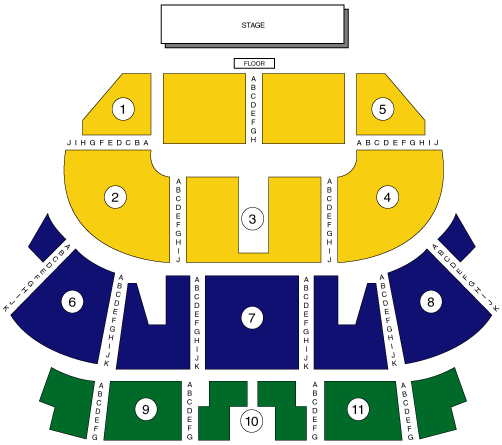 STAGE
FLOOR
A B C D E F G H
1
5
J I H G F E D C B A
A B C D E F G H I J
2
A B C D E F G H I J
3
A B C D E F G H I J
4
A B C D E F G H I J K
6
A B C D E F G H I J K
A B C D E F G H I J K
7
A B C D E F G H I J K
A B C D E F G H I J K
8
A B C D E F G H I J K
A B C D E F G
9
A B C D E F G
10
A B C D E F G
11
A B C D E F G